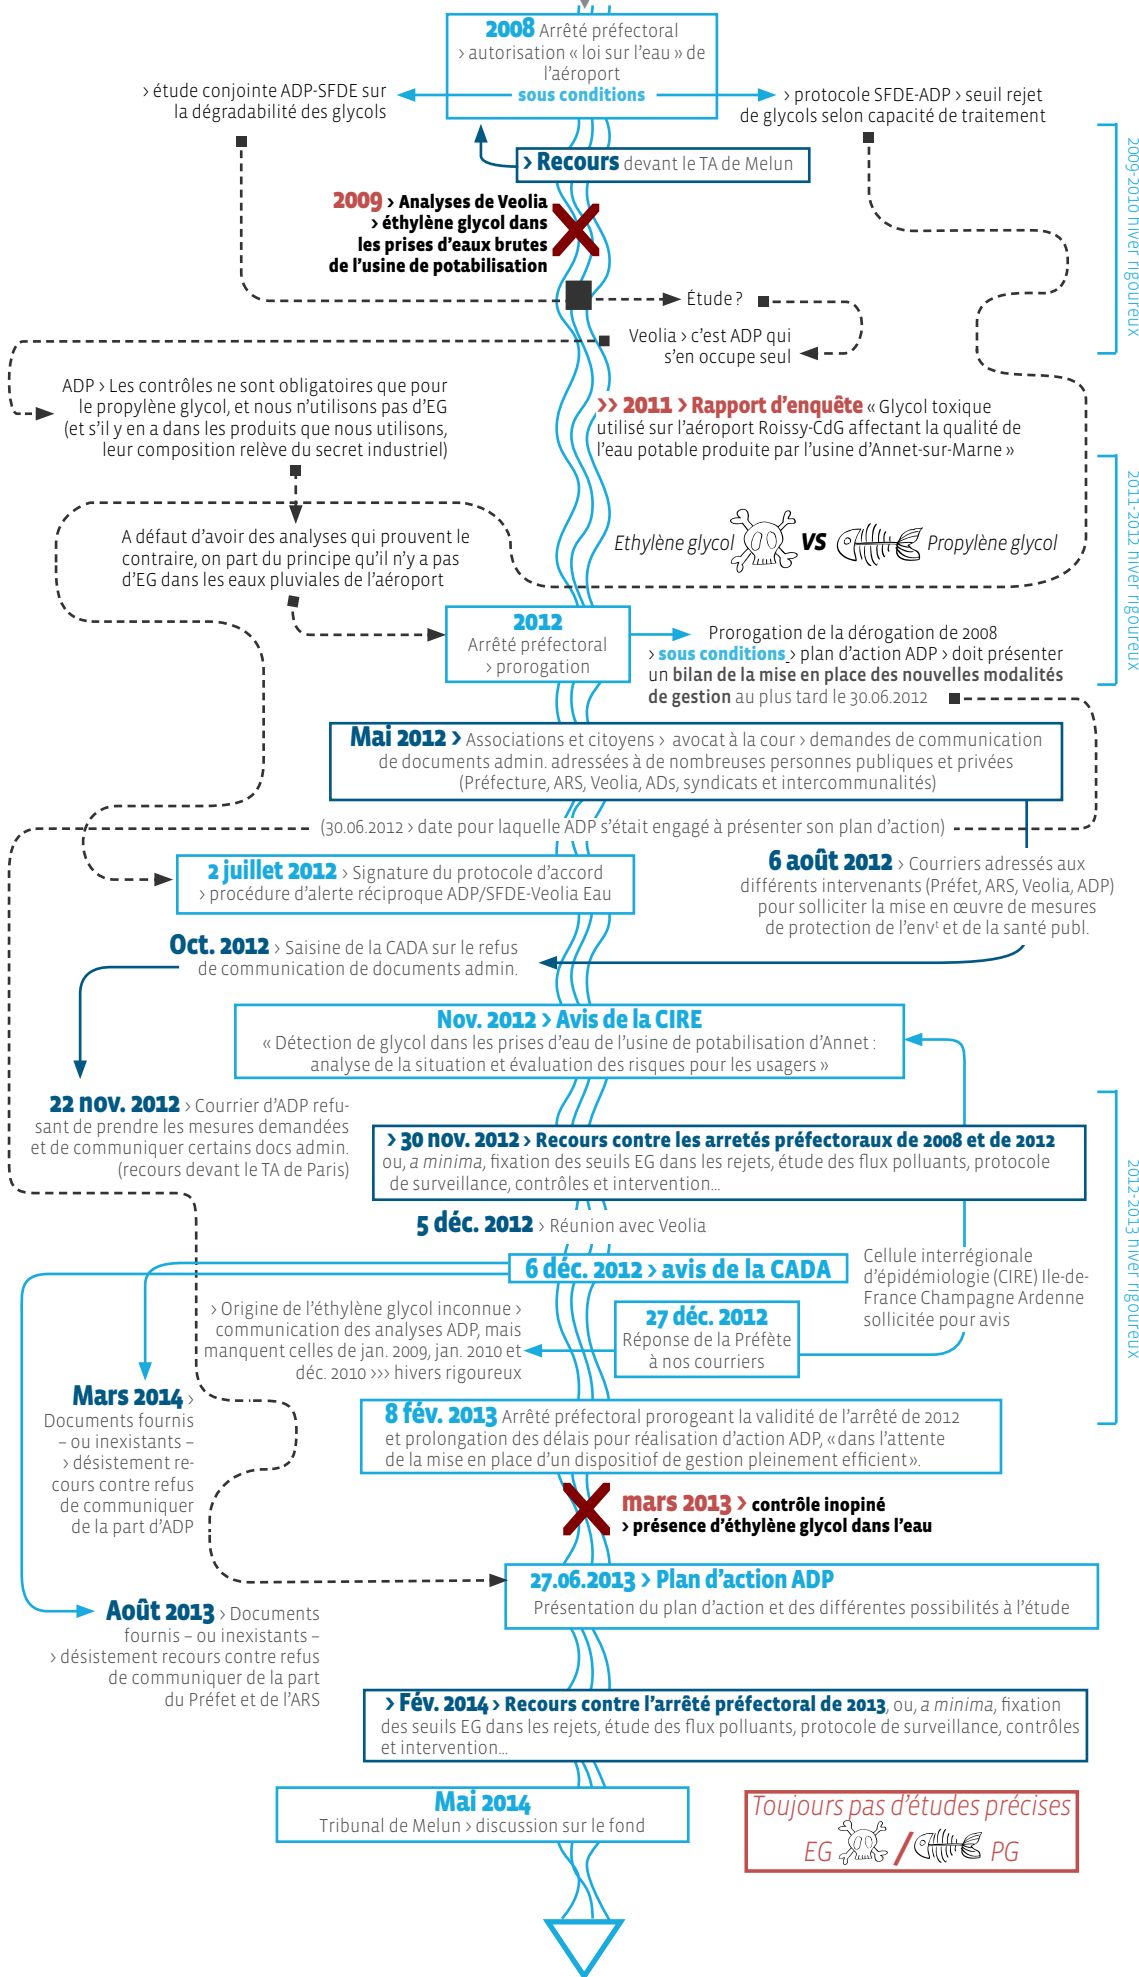 2008 Arrêté préfectoral
› autorisation « loi sur l’eau » de
l’aéroport
sous conditions
› étude conjointe ADP-SFDE sur
la dégradabilité des glycols
› protocole SFDE-ADP › seuil rejet
de glycols selon capacité de traitement
› Recours devant le TA de Melun
2009-2010 hiver rigoureux
2009 › Analyses de Veolia
› éthylène glycol dans
les prises d’eaux brutes
de l’usine de potabilisation
Étude ?
Veolia › c’est ADP qui
s’en occupe seul
ADP › Les contrôles ne sont obligatoires que pour
le propylène glycol, et nous n’utilisons pas d’EG
(et s’il y en a dans les produits que nous utilisons,
leur composition relève du secret industriel)
›› 2011 › Rapport d’enquête « Glycol toxique
utilisé sur l’aéroport Roissy-CdG affectant la qualité de
l’eau potable produite par l’usine d’Annet-sur-Marne »
2011-2012 hiver rigoureux
A défaut d’avoir des analyses qui prouvent le
contraire, on part du principe qu’il n’y a pas
d’EG dans les eaux pluviales de l’aéroport
Ethylène glycol VS Propylène glycol
2012
Arrêté préfectoral
› prorogation
Prorogation de la dérogation de 2008
› sous conditions › plan d’action ADP › doit présenter
un bilan de la mise en place des nouvelles modalités
de gestion au plus tard le 30.06.2012
Mai 2012 › Associations et citoyens › avocat à la cour › demandes de communication
de documents admin. adressées à de nombreuses personnes publiques et privées
(Préfecture, ARS, Veolia, ADs, syndicats et intercommunalités)
(30.06.2012 › date pour laquelle ADP s’était engagé à présenter son plan d’action)
2 juillet 2012 › Signature du protocole d’accord
› procédure d’alerte réciproque ADP/SFDE-Veolia Eau
6 août 2012 › Courriers adressés aux
différents intervenants (Préfet, ARS, Veolia, ADP)
pour solliciter la mise en œuvre de mesures
de protection de l’envᵗ et de la santé publ.
Oct. 2012 › Saisine de la CADA sur le refus
de communication de documents admin.
Nov. 2012 › Avis de la CIRE
« Détection de glycol dans les prises d’eau de l’usine de potabilisation d’Annet :
analyse de la situation et évaluation des risques pour les usagers »
22 nov. 2012 › Courrier d’ADP refu-
sant de prendre les mesures demandées
et de communiquer certains docs admin.
(recours devant le TA de Paris)
› 30 nov. 2012 › Recours contre les arretés préfectoraux de 2008 et de 2012
ou, a minima, fixation des seuils EG dans les rejets, étude des flux polluants, protocole
de surveillance, contrôles et intervention...
2012-2013 hiver rigoureux
5 déc. 2012 › Réunion avec Veolia
6 déc. 2012 › avis de la CADA
Cellule interrégionale
d’épidémiologie (CIRE) Ile-de-
France Champagne Ardenne
sollicitée pour avis
› Origine de l’éthylène glycol inconnue ›
communication des analyses ADP, mais
manquent celles de jan. 2009, jan. 2010 et
déc. 2010 ››› hivers rigoureux
27 déc. 2012
Réponse de la Préfète
à nos courriers
Mars 2014 ›
Documents fournis
– ou inexistants –
› désistement re-
cours contre refus
de communiquer
de la part d’ADP
8 fév. 2013 Arrêté préfectoral prorogeant la validité de l’arrêté de 2012
et prolongation des délais pour réalisation d’action ADP, « dans l’attente
de la mise en place d’un dispositif de gestion pleinement efficient ».
mars 2013 › contrôle inopiné
› présence d’éthylène glycol dans l’eau
27.06.2013 › Plan d’action ADP
Présentation du plan d’action et des différentes possibilités à l’étude
Août 2013 › Documents
fournis – ou inexistants –
› désistement recours contre refus
de communiquer de la part
du Préfet et de l’ARS
› Fév. 2014 › Recours contre l’arrêté préfectoral de 2013, ou, a minima, fixation
des seuils EG dans les rejets, étude des flux polluants, protocole de surveillance, contrôles
et intervention...
Mai 2014
Tribunal de Melun › discussion sur le fond
Toujours pas d’études précises
EG / PG